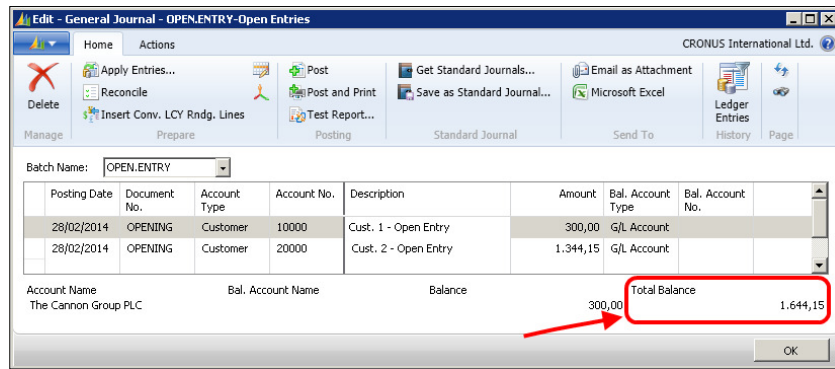 Edit - General Journal - OPEN.ENTRY-Open Entries
Home Actions CRONUS International Ltd.
Delete
Apply Entries...
Reconcile
Insert Conv. LCY Rndg. Lines
Post
Post and Print
Test Report...
Get Standard Journals...
Save as Standard Journal...
Email as Attachment
Microsoft Excel
Ledger
Entries
Manage Prepare Posting Standard Journal Send To History Page
Batch Name: OPEN.ENTRY
Posting Date Document No. Account Type Account No. Description Amount Bal. Account Type Bal. Account No.
28/02/2014 OPENING Customer 10000 Cust. 1 - Open Entry 300,00 G/L Account
28/02/2014 OPENING Customer 20000 Cust. 2 - Open Entry 1.344,15 G/L Account
Account Name Bal. Account Name Balance Total Balance
The Cannon Group PLC 300,00 1.644,15
OK